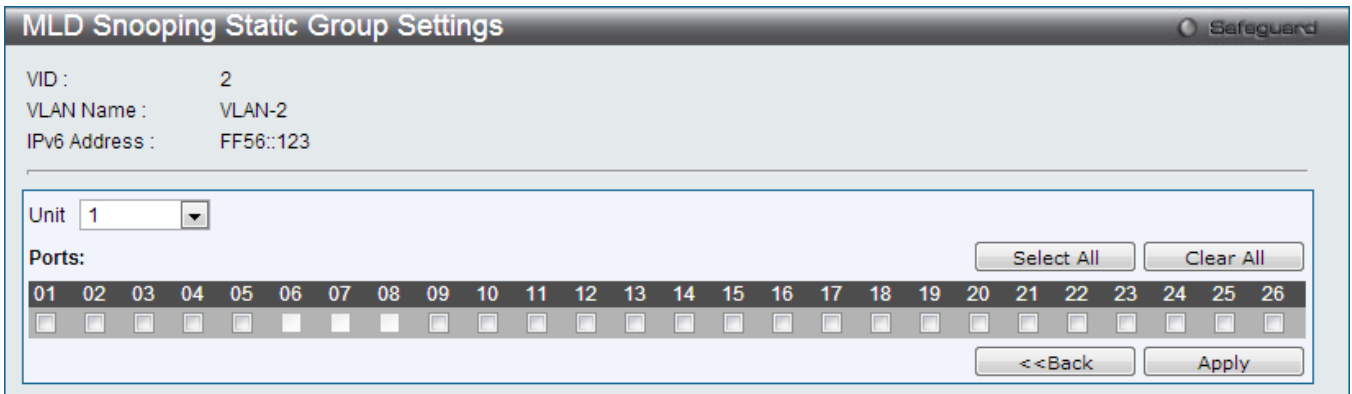 MLD Snooping Static Group Settings Safeguard
VID : 2
VLAN Name : VLAN-2
IPv6 Address : FF56::123
Unit 1
Ports: Select All Clear All
01 02 03 04 05 06 07 08 09 10 11 12 13 14 15 16 17 18 19 20 21 22 23 24 25 26
<<Back Apply